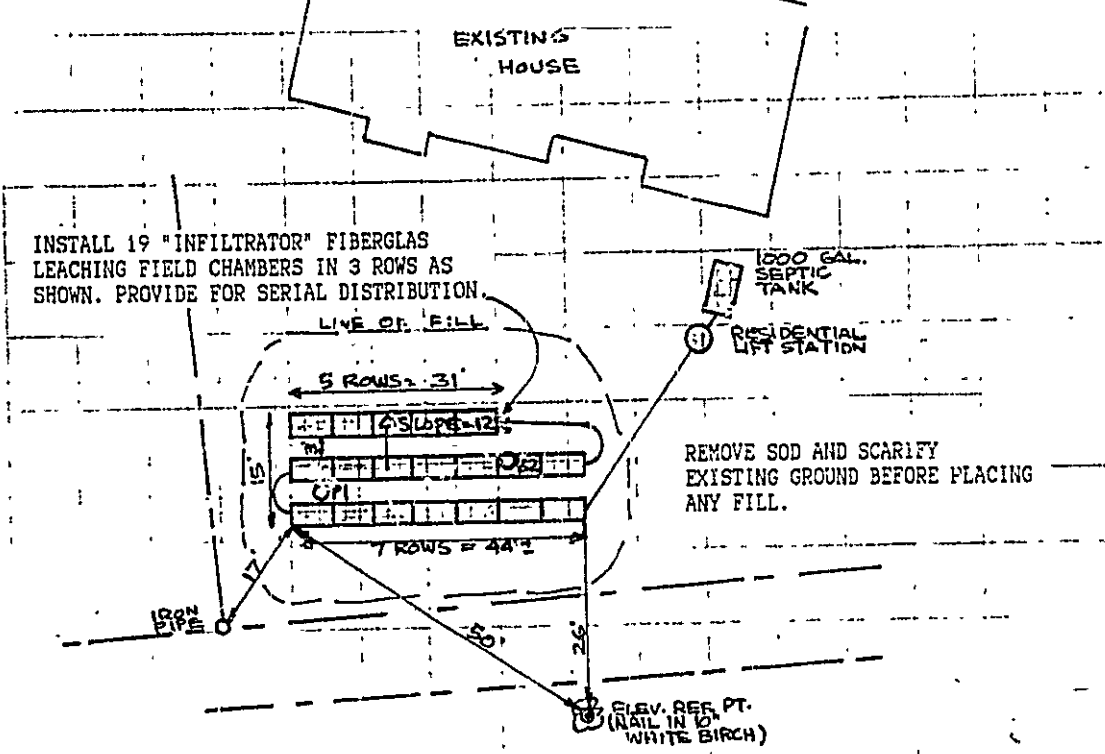 EXISTING
HOUSE
INSTALL 19 "INFILTRATOR" FIBERGLAS
LEACHING FIELD CHAMBERS IN 3 ROWS AS
SHOWN. PROVIDE FOR SERIAL DISTRIBUTION.
1000 GAL.
SEPTIC
TANK
RESIDENTIAL
LIFT STATION
LINE OF FILL
5 ROWS = 31'
SLOPE=12
3'
15'
P1
7 ROWS = 44'±
REMOVE SOD AND SCARIFY
EXISTING GROUND BEFORE PLACING
ANY FILL.
17'
IRON
PIPE
50'
26'
ELEV. REF. PT.
(NAIL IN 10"
WHITE BIRCH)